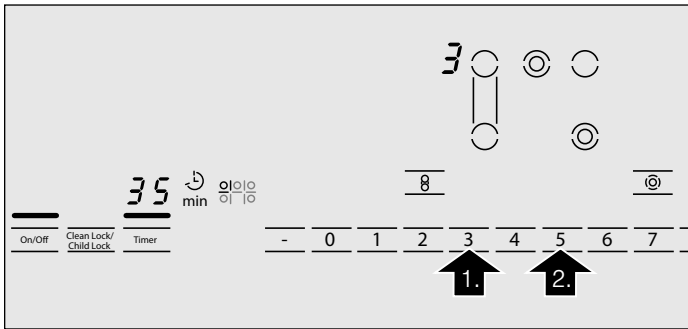 3
35
min
On/Off
Clean Lock/
Child Lock
Timer
- 0 1 2 3 4 5 6 7
1. 2.